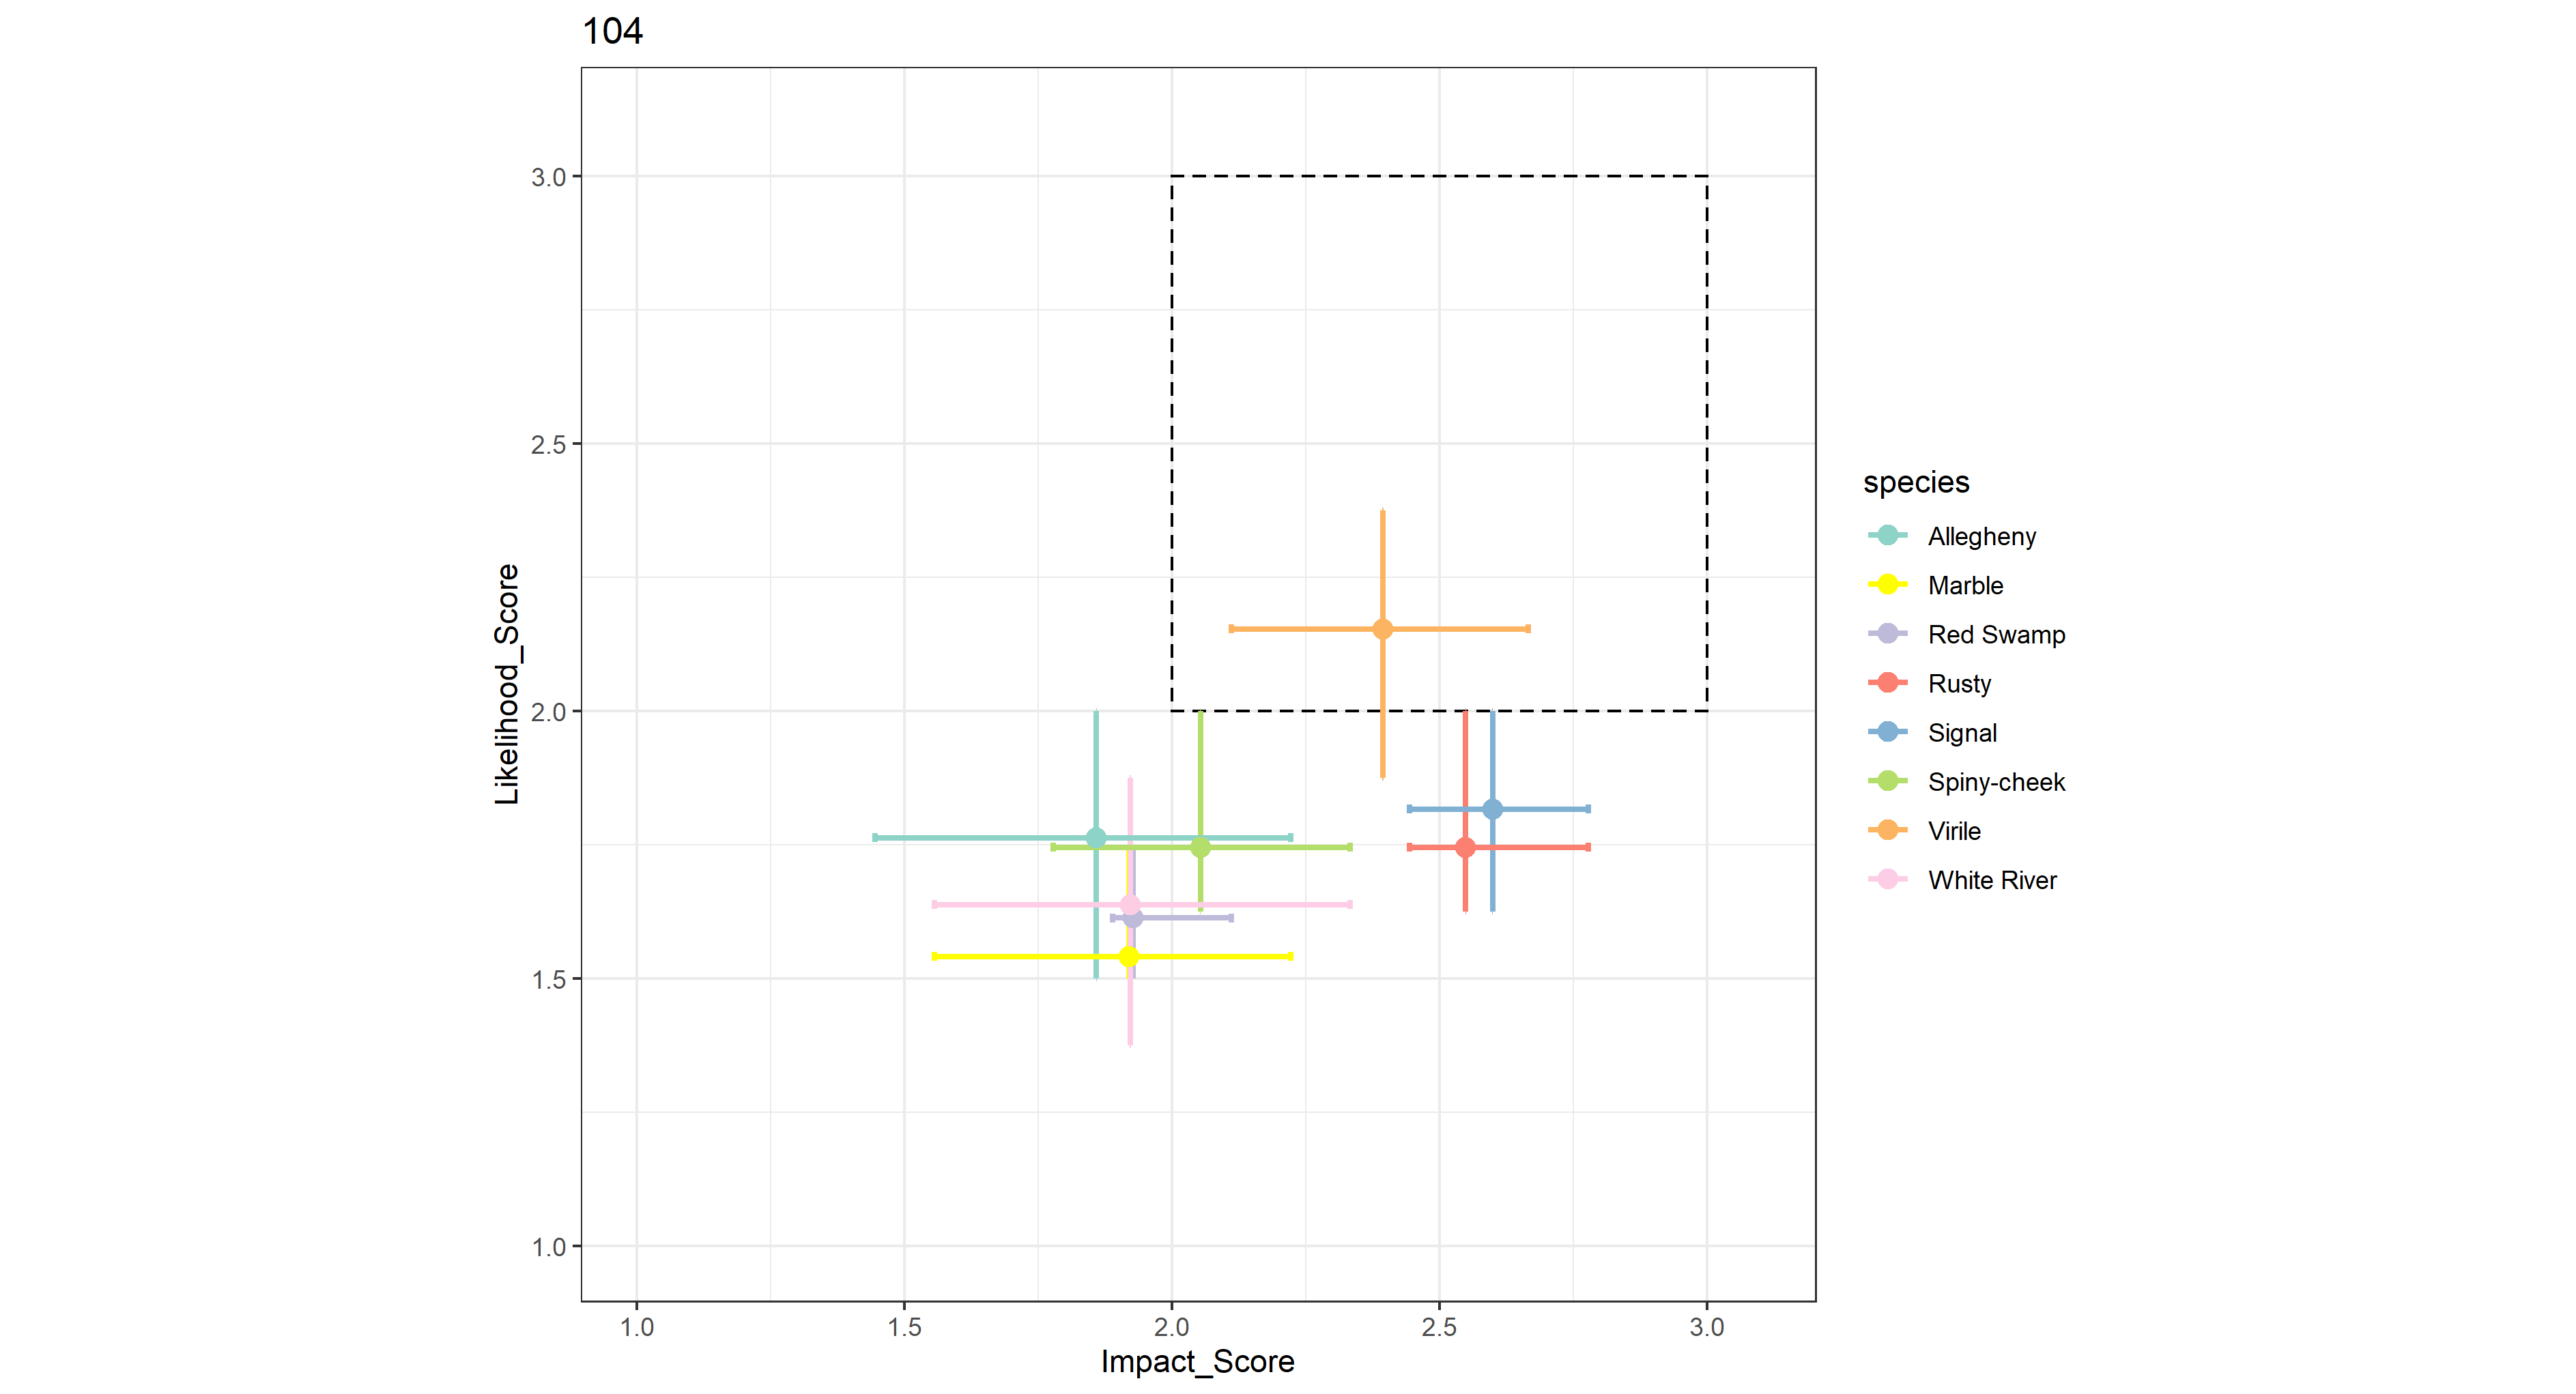 104
Likelihood_Score
3.0
2.5
2.0
1.5
1.0
1.0 1.5 2.0 2.5 3.0
Impact_Score
species
Allegheny
Marble
Red Swamp
Rusty
Signal
Spiny-cheek
Virile
White River